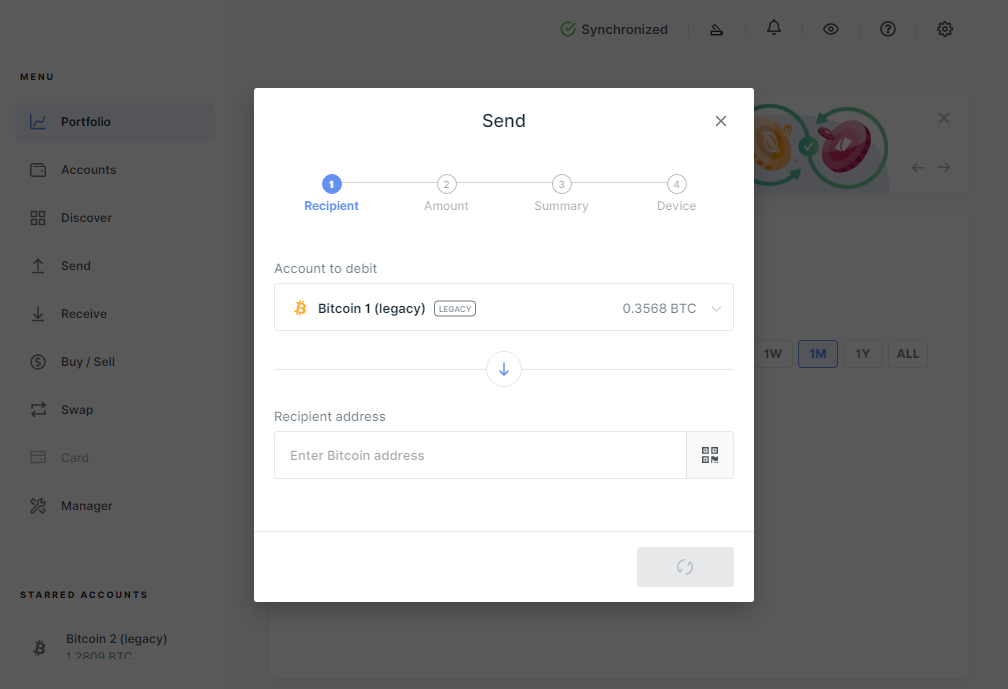 Synchronized
MENU
Portfolio
Accounts
Discover
Send
Receive
Buy / Sell
Swap
Card
Manager
STARRED ACCOUNTS
Bitcoin 2 (legacy)
1.2809 BTC
Send
1 2 3 4
Recipient Amount Summary Device
Account to debit
Bitcoin 1 (legacy) LEGACY 0.3568 BTC
Recipient address
Enter Bitcoin address
1W 1M 1Y ALL